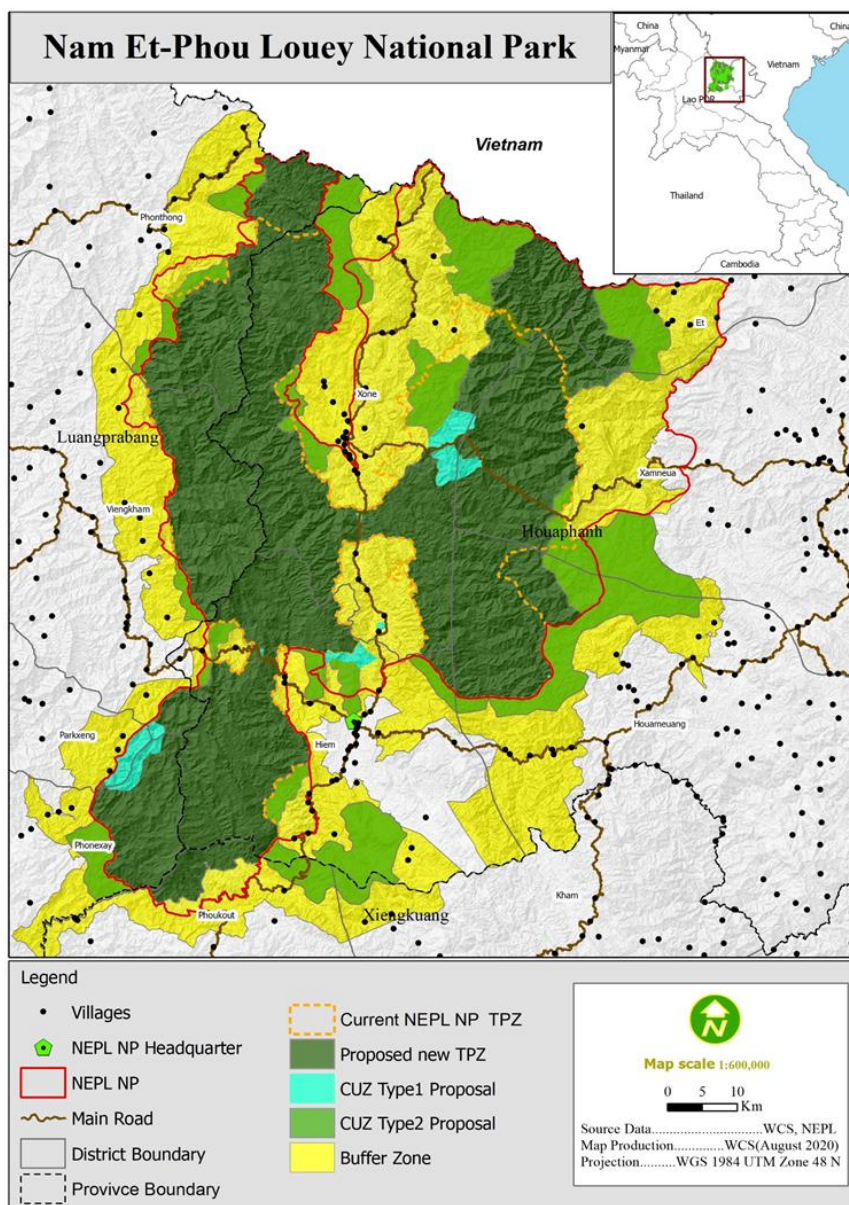 Nam Et-Phou Louey National Park
China
China
Myanmar
Vietnam
Lao PDR
Thailand
Cambodia
Vietnam
Phonthong
Et
Xone
Luangprabang
Xamneua
Viengkham
Houaphanh
Parkxeng
Hiem
Houameuang
Phonexay
Kham
Phoukout
Xiengkuang
Legend
Villages
NEPL NP Headquarter
NEPL NP
Main Road
District Boundary
Provivce Boundary
Current NEPL NP TPZ
Proposed new TPZ
CUZ Type1 Proposal
CUZ Type2 Proposal
Buffer Zone
N
Map scale 1:600,000
0 5 10
Km
Source Data..............................WCS, NEPL
Map Production................WCS(August 2020)
Projection..........WGS 1984 UTM Zone 48 N